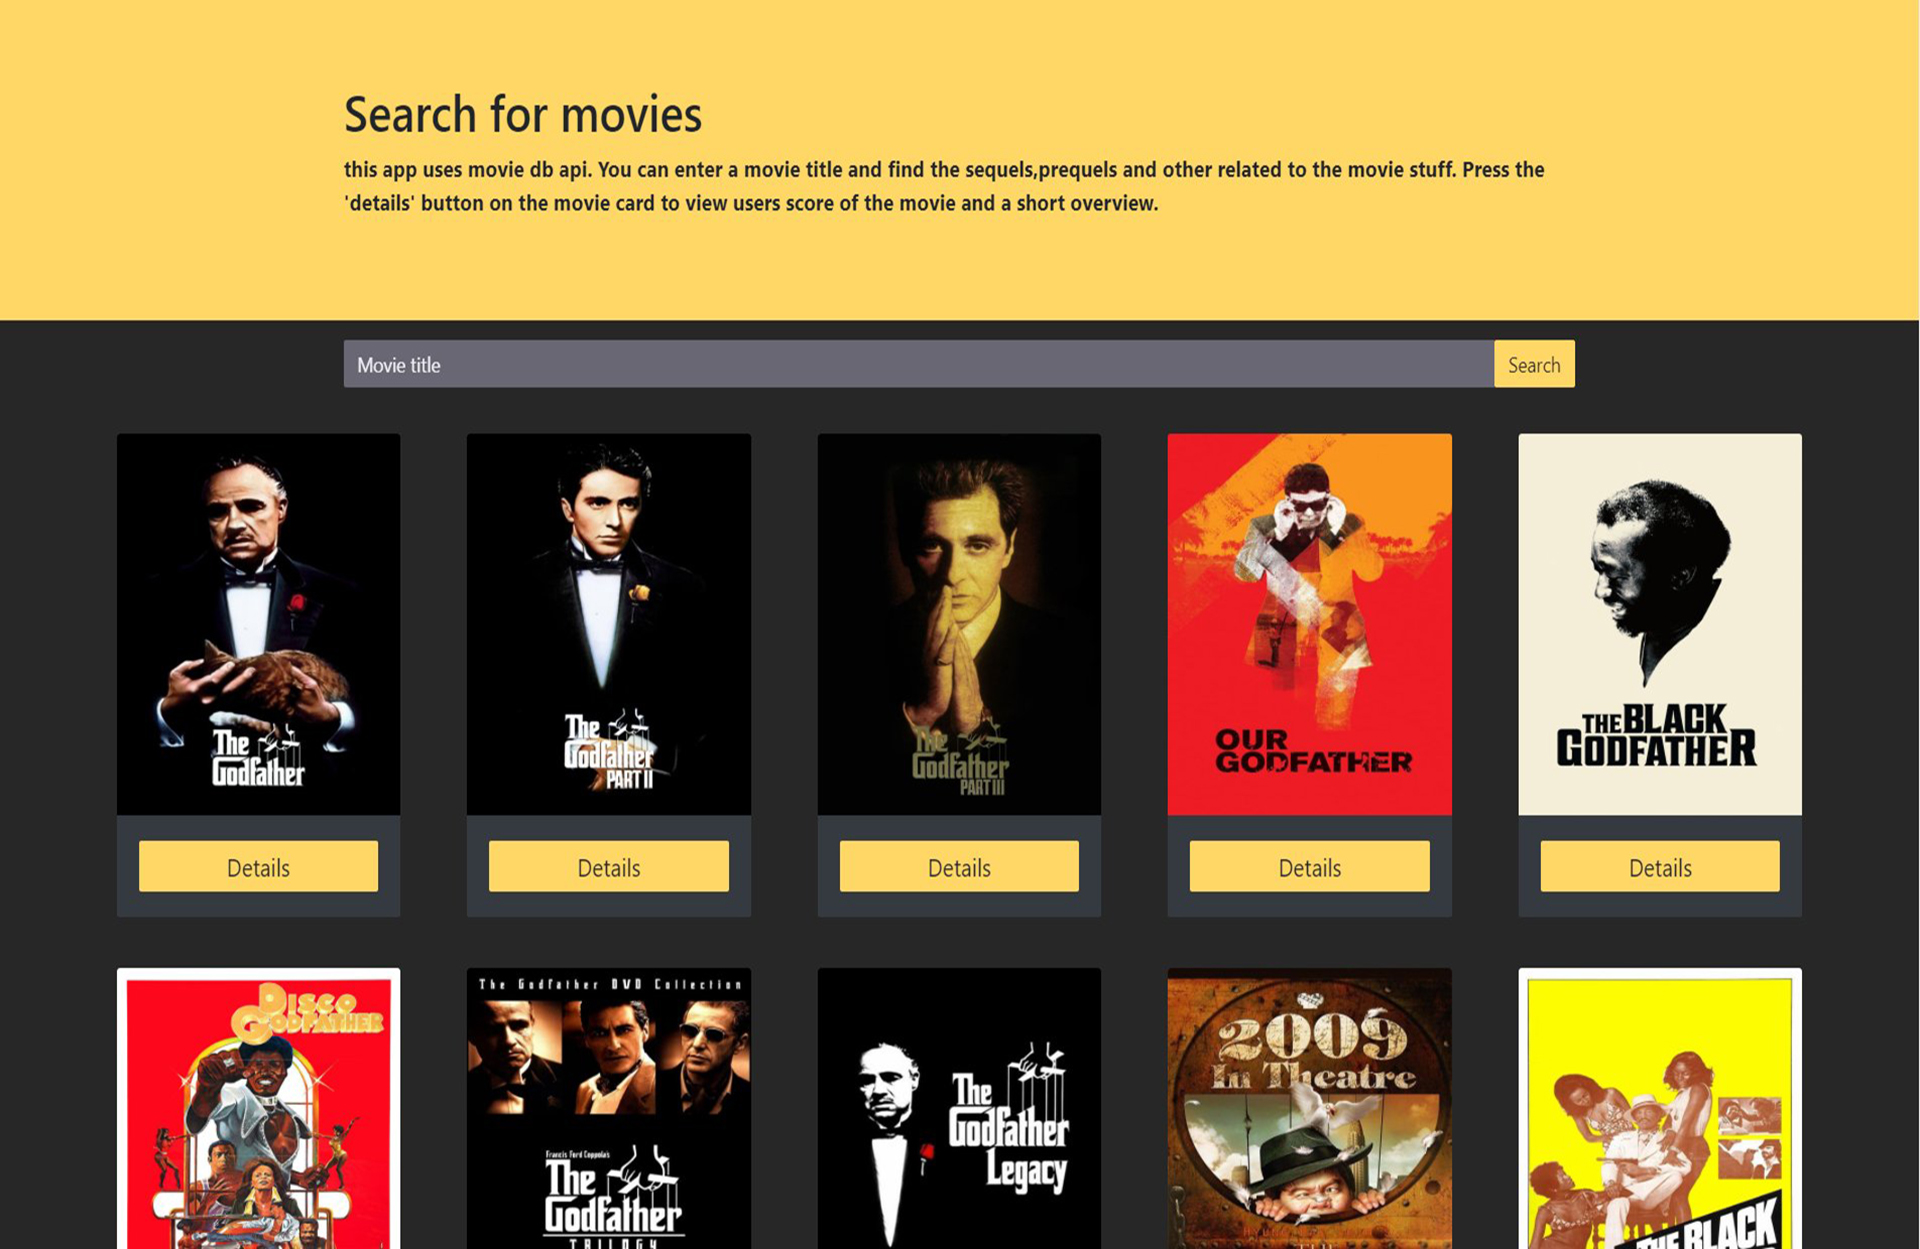 Search for movies
this app uses movie db api. You can enter a movie title and find the sequels,prequels and other related to the movie stuff. Press the
'details' button on the movie card to view users score of the movie and a short overview.
Movie title
Search
The
Godfather
The
Godfather
PART II
The
Godfather
PART III
OUR
GODFATHER
THE BLACK
GODFATHER
Details
Details
Details
Details
Details
DISCO
GODFATHER
The Godfather DVD Collection
Francis Ford Coppola's
The
Godfather
TRILOGY
The
Godfather
Legacy
2009
In Theatre
THE BLACK